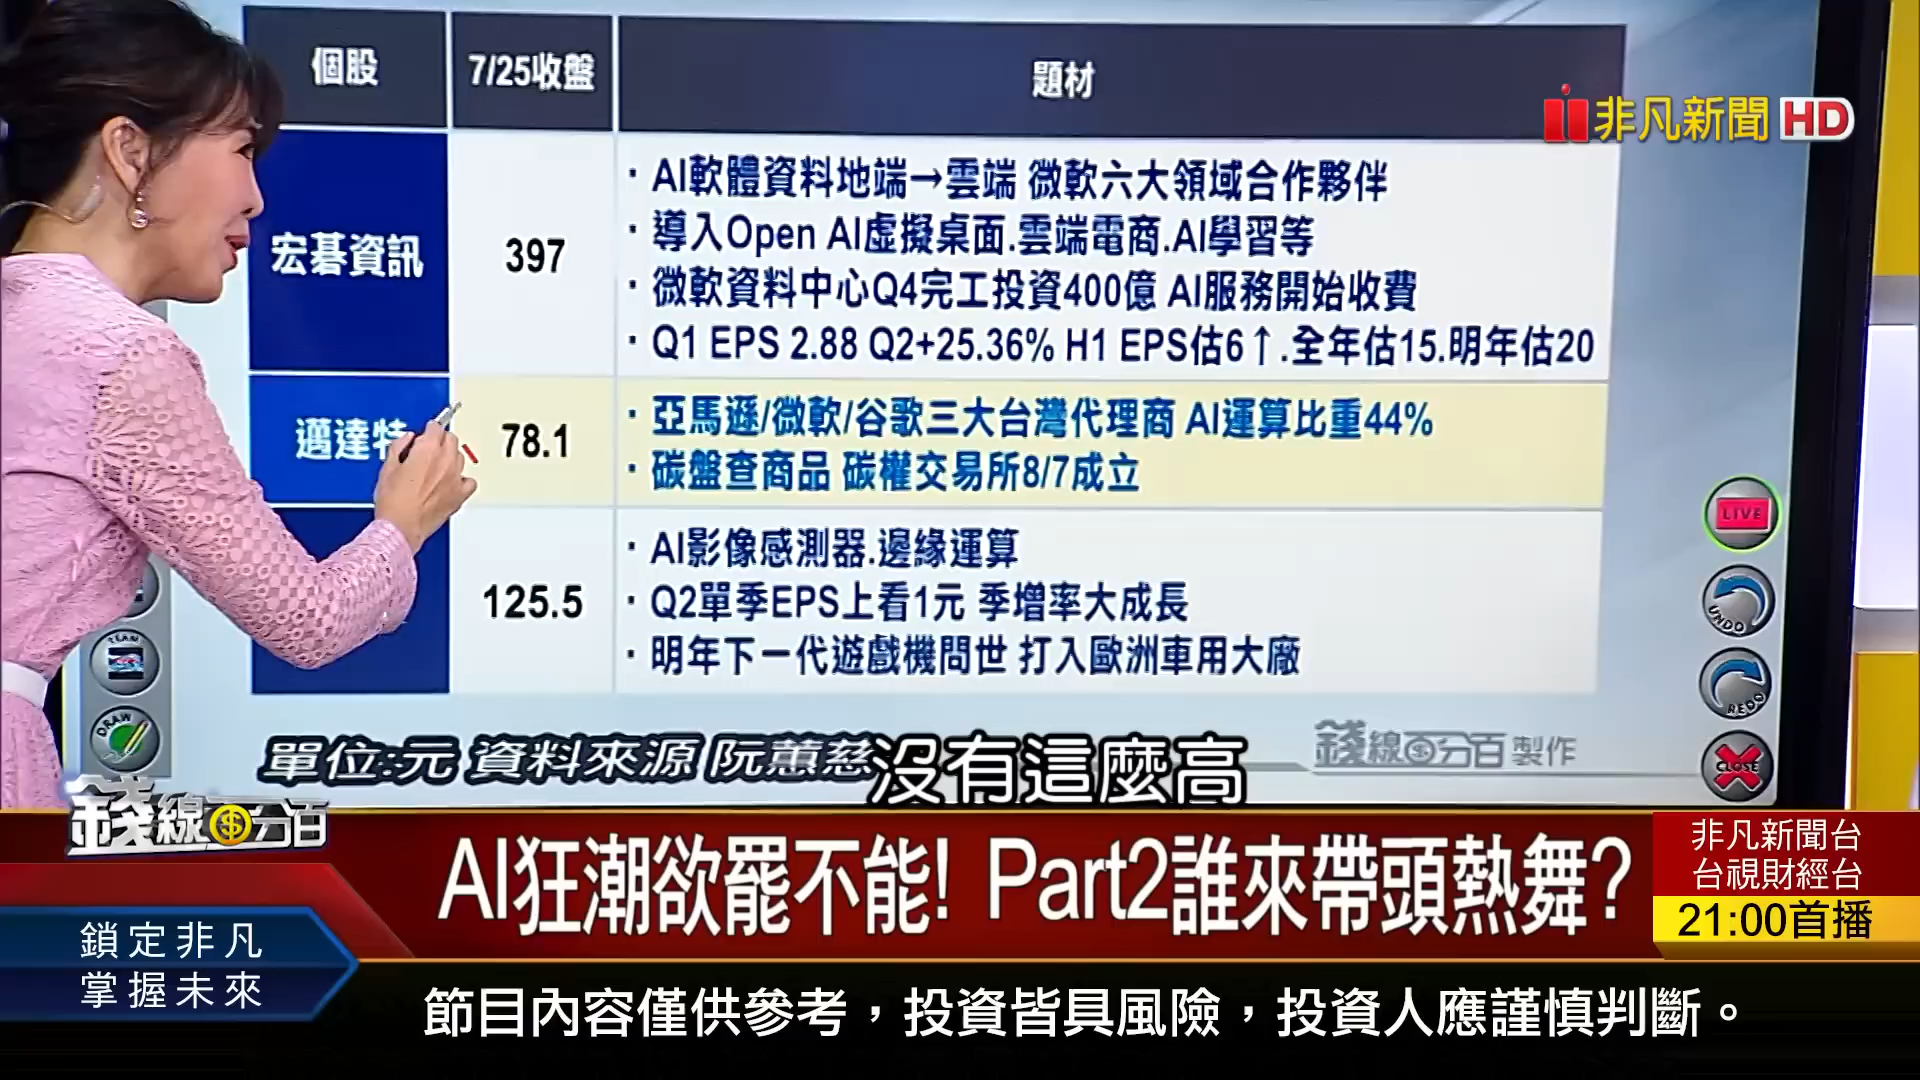 個股 7/25收盤 題材
非凡新聞 HD
宏碁資訊 397
· AI軟體資料地端→雲端 微軟六大領域合作夥伴
· 導入Open AI虛擬桌面.雲端電商.AI學習等
· 微軟資料中心Q4完工投資400億 AI服務開始收費
· Q1 EPS 2.88 Q2+25.36% H1 EPS估6↑.全年估15.明年估20
邁達特 78.1
· 亞馬遜/微軟/谷歌三大台灣代理商 AI運算比重44%
· 碳盤查商品 碳權交易所8/7成立
125.5
· AI影像感測器.邊緣運算
· Q2單季EPS上看1元 季增率大成長
· 明年下一代遊戲機問世 打入歐洲車用大廠
LIVE
UNDO
REDO
CLOSE
TEAM
DRAW
單位:元 資料來源 阮蕙慈
沒有這麼高
錢線百分百 製作
錢線百分百
AI狂潮欲罷不能! Part2誰來帶頭熱舞?
非凡新聞台
台視財經台
21:00首播
鎖定非凡
掌握未來
節目內容僅供參考，投資皆具風險，投資人應謹慎判斷。